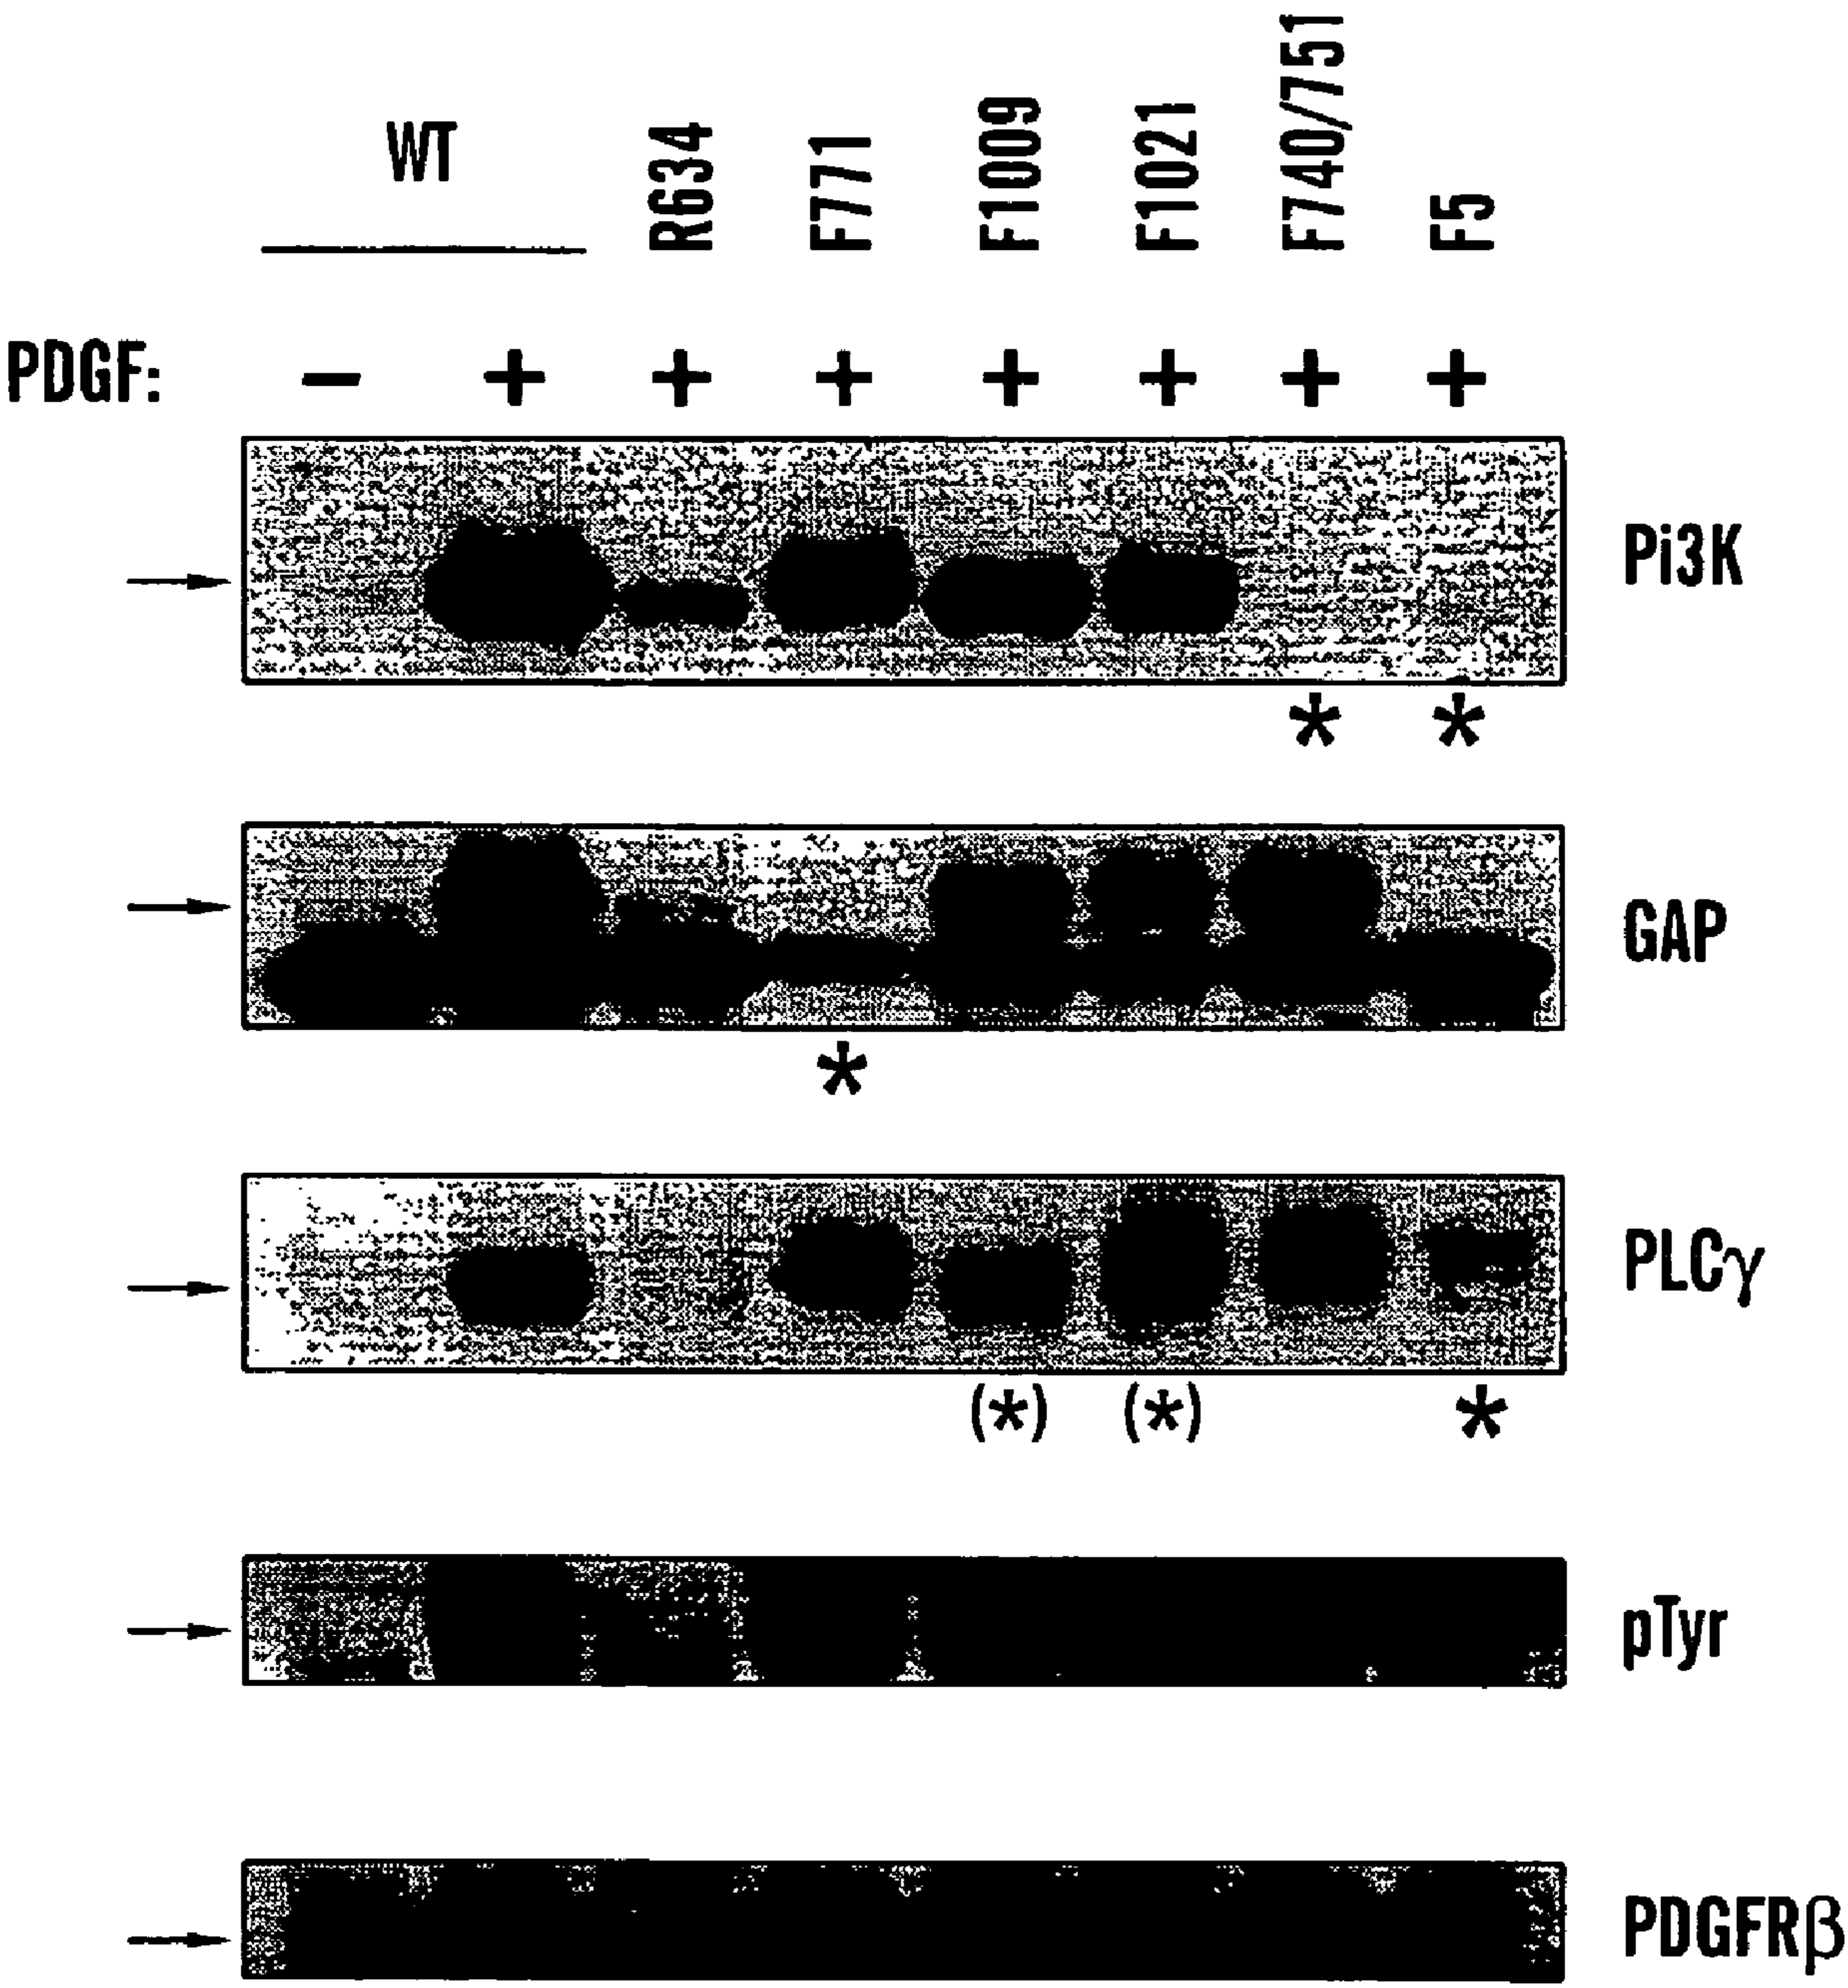 WT R634 F771 F1009 F1021 F740/751 F5
PDGF: − + + + + + + +
Pi3K
* *
GAP
*
PLCγ
(*) (*) *
pTyr
PDGFRβ